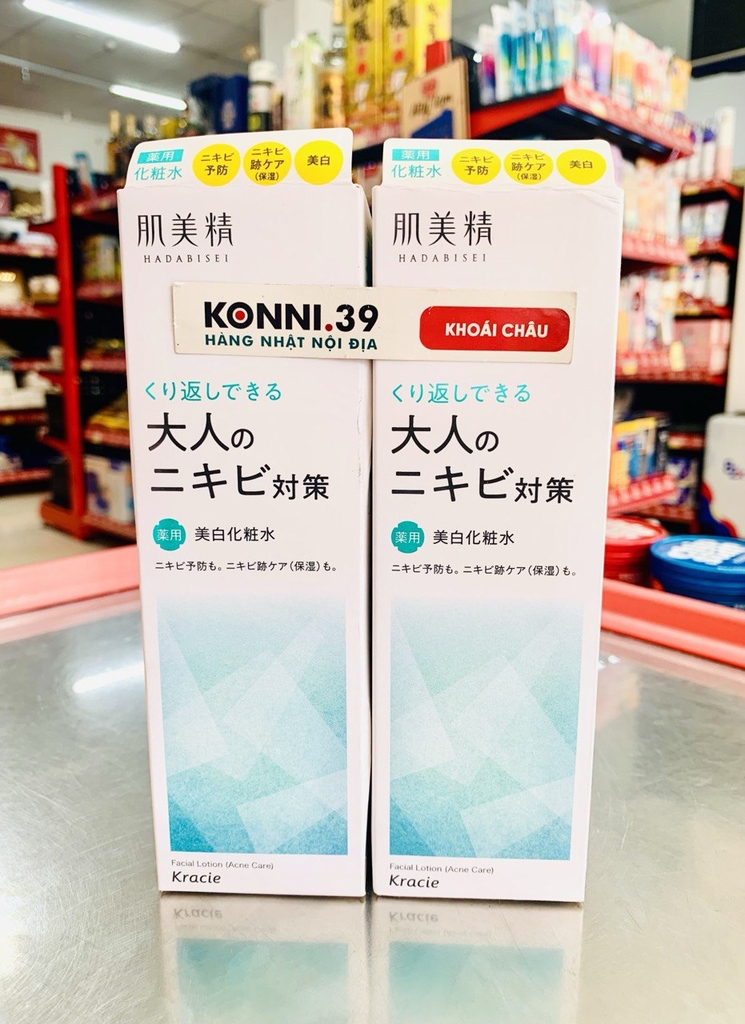 薬用
化粧水
ニキビ
予防
ニキビ
跡ケア
(保湿)
美白
肌美精
HADABISEI
くり返しできる
大人の
ニキビ対策
薬用 美白化粧水
ニキビ予防も。ニキビ跡ケア(保湿)も。
Facial Lotion (Acne Care)
Kracie
薬用
化粧水
ニキビ
予防
ニキビ
跡ケア
(保湿)
美白
肌美精
HADABISEI
くり返しできる
大人の
ニキビ対策
薬用 美白化粧水
ニキビ予防も。ニキビ跡ケア(保湿)も。
Facial Lotion (Acne Care)
Kracie
KONNI.39
HÀNG NHẬT NỘI ĐỊA
KHOÁI CHÂU